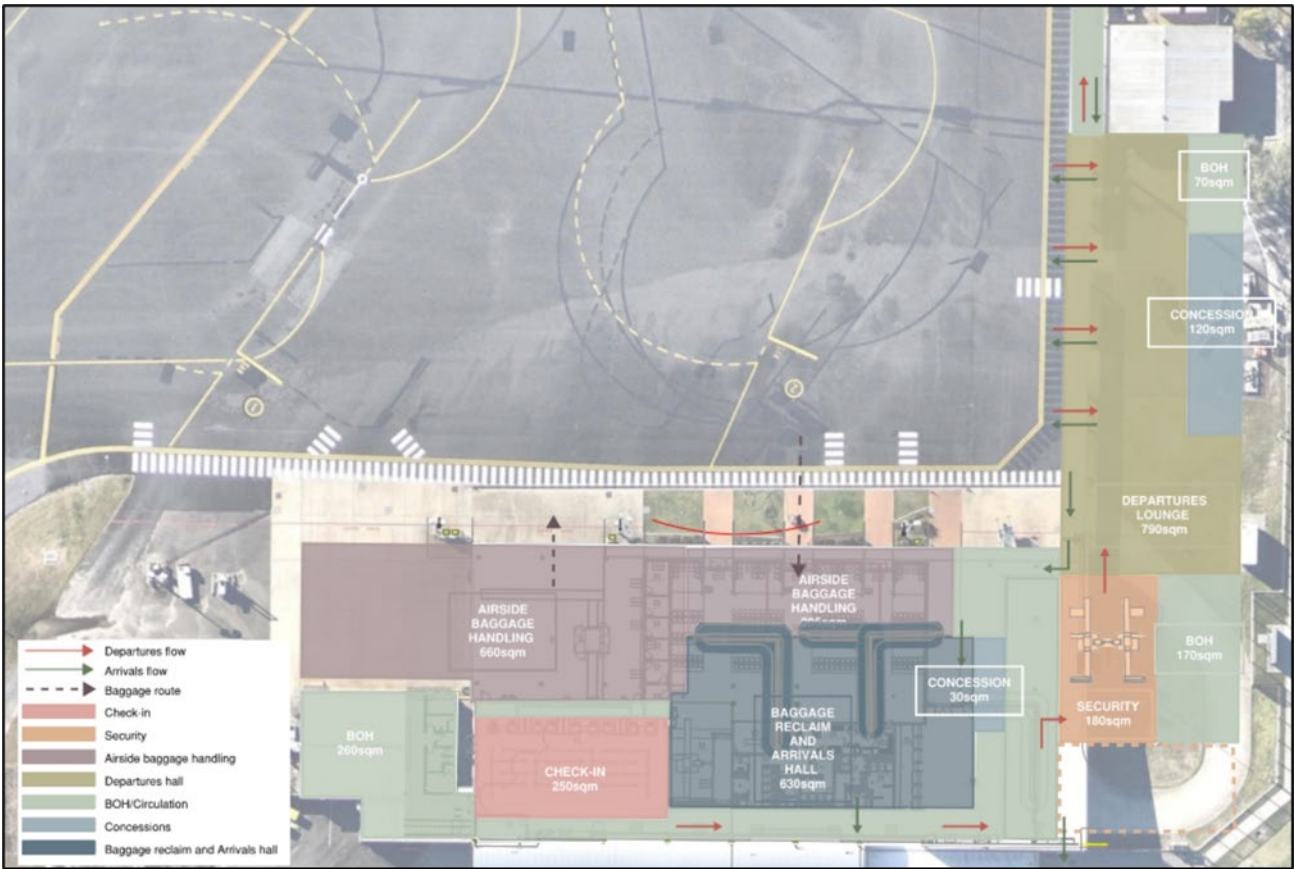 BOH
70sqm
CONCESSION
120sqm
DEPARTURES
LOUNGE
790sqm
AIRSIDE
BAGGAGE
HANDLING
660sqm
AIRSIDE
BAGGAGE
HANDLING
BOH
170sqm
SECURITY
180sqm
CONCESSION
30sqm
BAGGAGE
RECLAIM
AND
ARRIVALS
HALL
630sqm
BOH
260sqm
CHECK-IN
250sqm
Departures flow
Arrivals flow
Baggage route
Check-in
Security
Airside baggage handling
Departures hall
BOH/Circulation
Concessions
Baggage reclaim and Arrivals hall